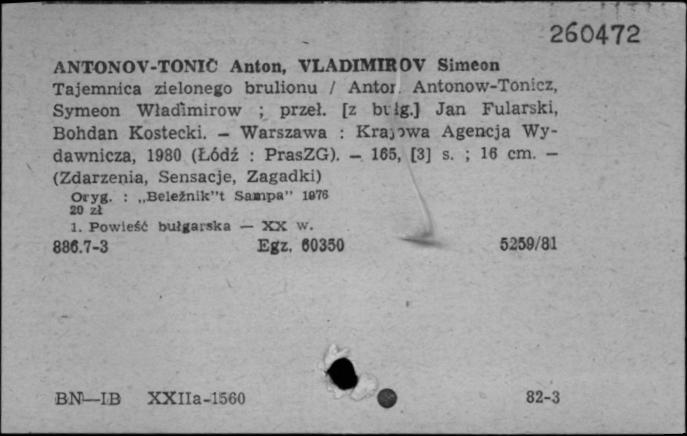 260472
ANTONOV-TONIČ Anton, VLADIMIROV Simeon
Tajemnica zielonego brulionu / Anton Antonow-Tonicz,
Symeon Władimirow ; przeł. [z bułg.] Jan Fularski,
Bohdan Kostecki. — Warszawa : Krajowa Agencja Wy-
dawnicza, 1980 (Łódź : PrasZG). — 165, [3] s. ; 16 cm. —
(Zdarzenia, Sensacje, Zagadki)
Oryg. : „Beležnik"t Sampa" 1976
20 zł
1. Powieść bułgarska — XX w.
886.7-3 Egz. 60350 5259/81
BN—IB XXIIa-1560 82-3